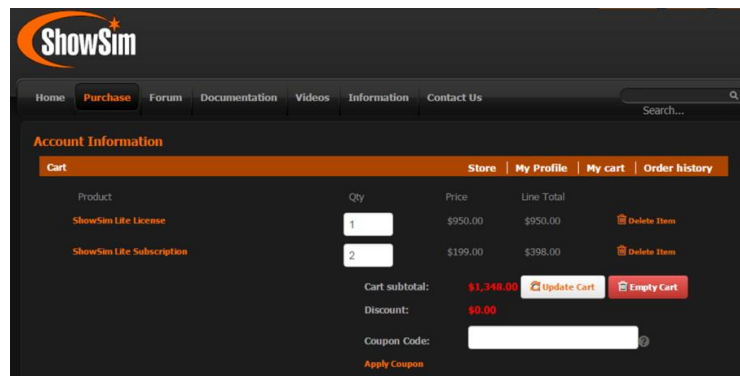 ShowSim
Home Purchase Forum Documentation Videos Information Contact Us
Search...
Account Information
Cart Store | My Profile | My cart | Order history
Product Qty Price Line Total
ShowSim Lite License 1 $950.00 $950.00 Delete Item
ShowSim Lite Subscription 2 $199.00 $398.00 Delete Item
Cart subtotal: $1,348.00 Update Cart Empty Cart
Discount: $0.00
Coupon Code:
Apply Coupon